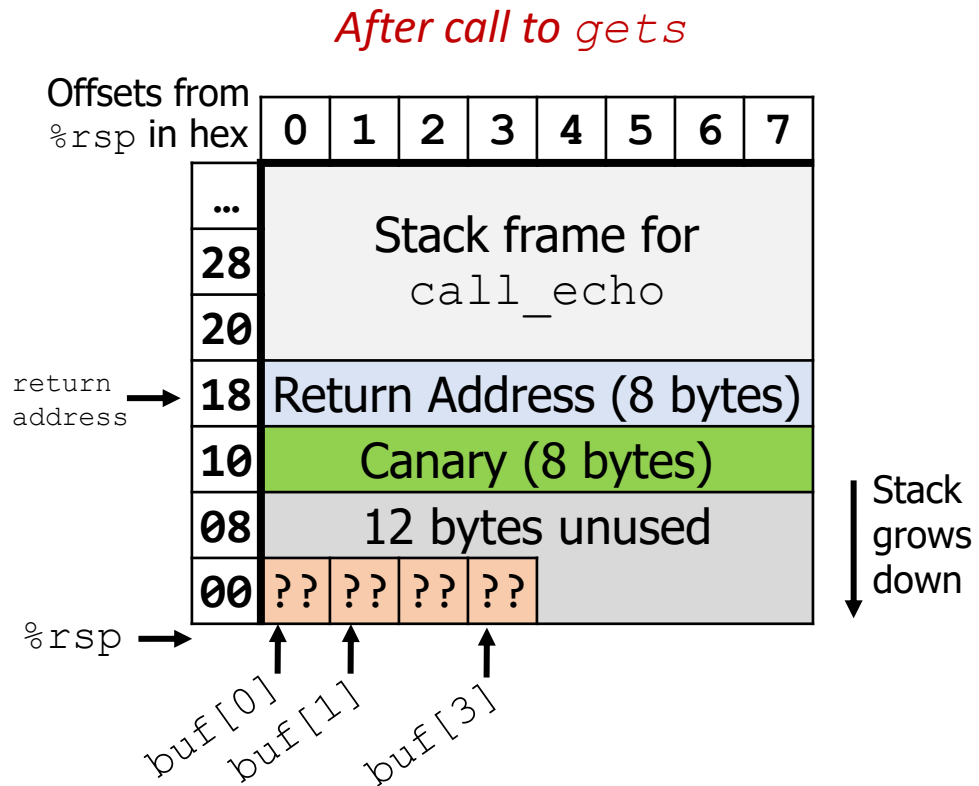 After call to gets
Offsets from
%rsp in hex
0 1 2 3 4 5 6 7
…
28
20
Stack frame for
call_echo
return
address
18 Return Address (8 bytes)
10 Canary (8 bytes)
08 12 bytes unused
00 ?? ?? ?? ??
Stack
grows
down
%rsp
buf[0]
buf[1]
buf[3]